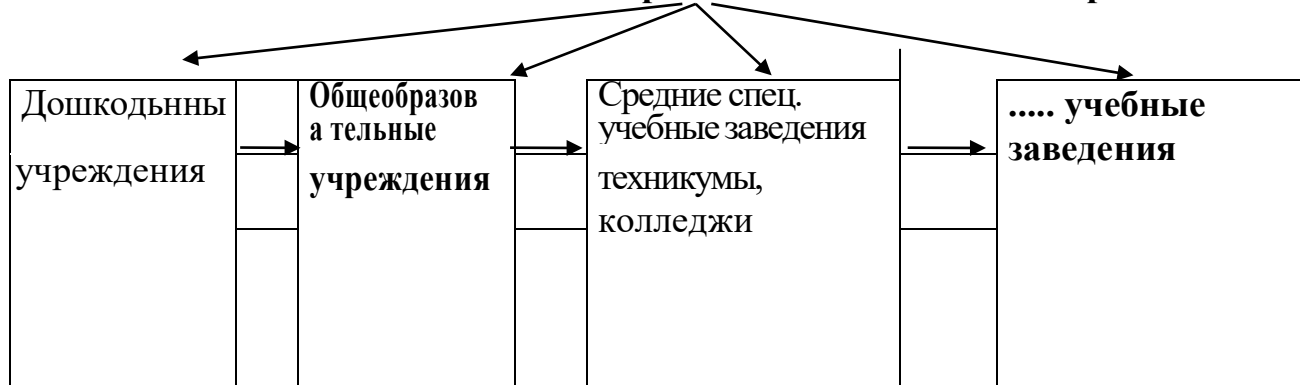 Дошкодьнны
учреждения
Общеобразов
а тельные
учреждения
Средние спец.
учебные заведения
техникумы,
колледжи
..... учебные
заведения